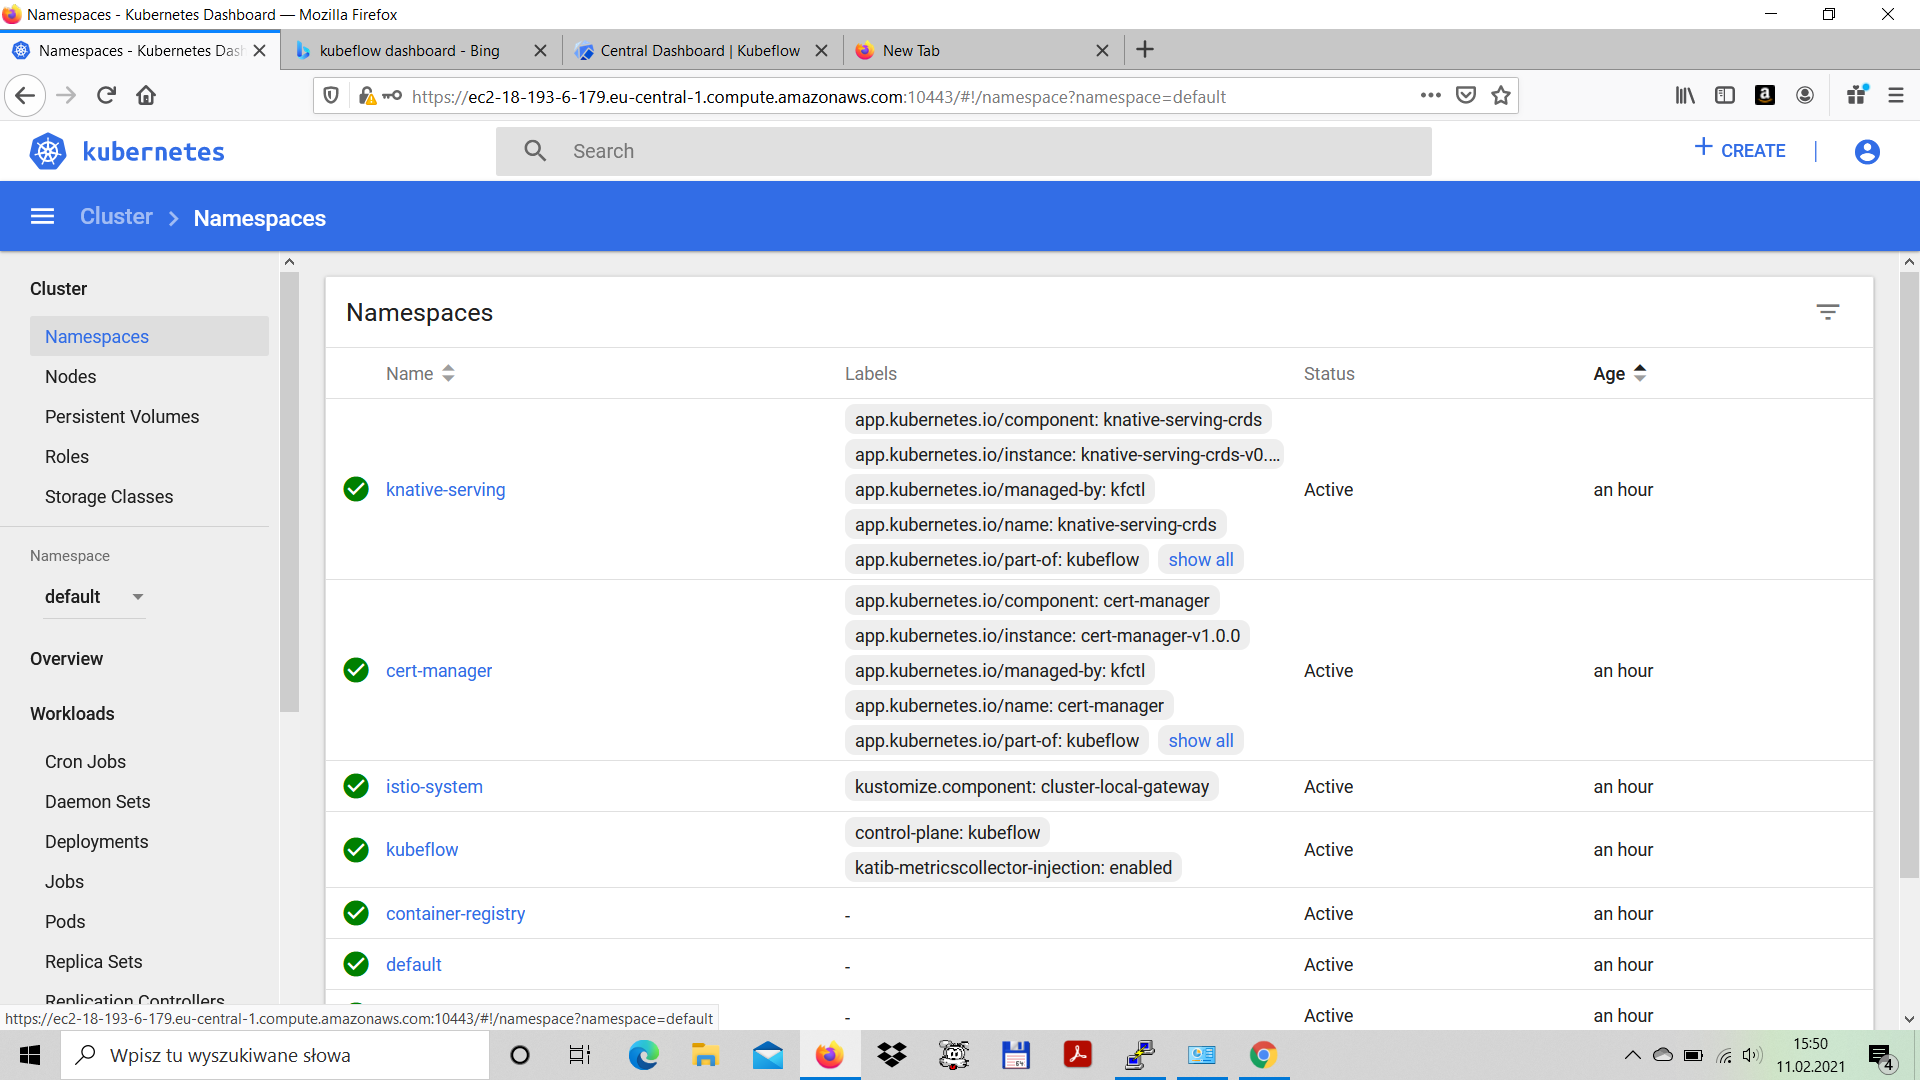 Namespaces - Kubernetes Dashboard — Mozilla Firefox
Namespaces - Kubernetes Dash
kubeflow dashboard - Bing
Central Dashboard | Kubeflow
New Tab
https://ec2-18-193-6-179.eu-central-1.compute.amazonaws.com:10443/#!/namespace?namespace=default
kubernetes
Search
+ CREATE
Cluster > Namespaces
Cluster
Namespaces
Nodes
Persistent Volumes
Roles
Storage Classes
Namespace
default
Overview
Workloads
Cron Jobs
Daemon Sets
Deployments
Jobs
Pods
Replica Sets
Replication Controllers
Namespaces
Name Labels Status Age
app.kubernetes.io/component: knative-serving-crds
app.kubernetes.io/instance: knative-serving-crds-v0....
knative-serving app.kubernetes.io/managed-by: kfctl Active an hour
app.kubernetes.io/name: knative-serving-crds
app.kubernetes.io/part-of: kubeflow show all
app.kubernetes.io/component: cert-manager
app.kubernetes.io/instance: cert-manager-v1.0.0
cert-manager app.kubernetes.io/managed-by: kfctl Active an hour
app.kubernetes.io/name: cert-manager
app.kubernetes.io/part-of: kubeflow show all
istio-system kustomize.component: cluster-local-gateway Active an hour
control-plane: kubeflow
kubeflow Active an hour
katib-metricscollector-injection: enabled
container-registry - Active an hour
default - Active an hour
- Active an hour
https://ec2-18-193-6-179.eu-central-1.compute.amazonaws.com:10443/#!/namespace?namespace=default
Wpisz tu wyszukiwane słowa
64
15:50
11.02.2021
4